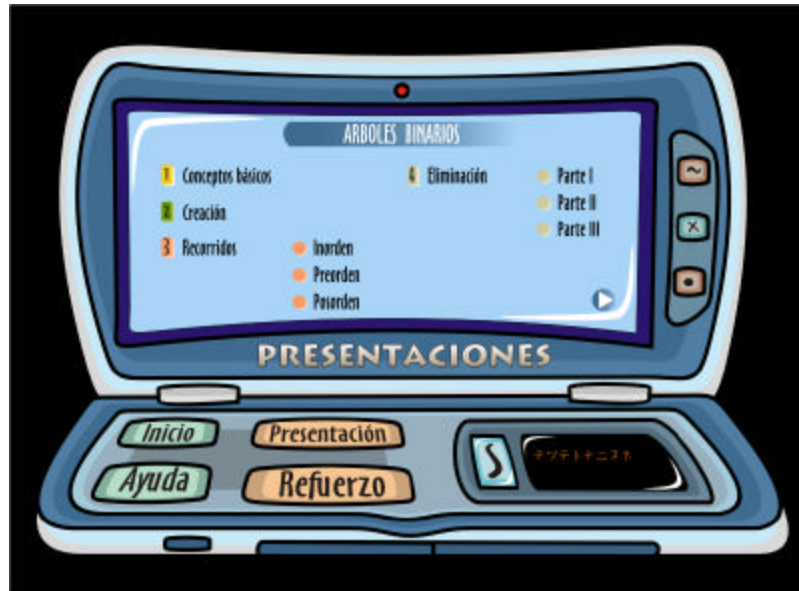 ARBOLES BINARIOS
1 Conceptos básicos
2 Creación
3 Recorridos
Inorden
Preorden
Posorden
4 Eliminación
Parte I
Parte II
Parte III
PRESENTACIONES
Inicio
Presentación
Ayuda
Refuerzo